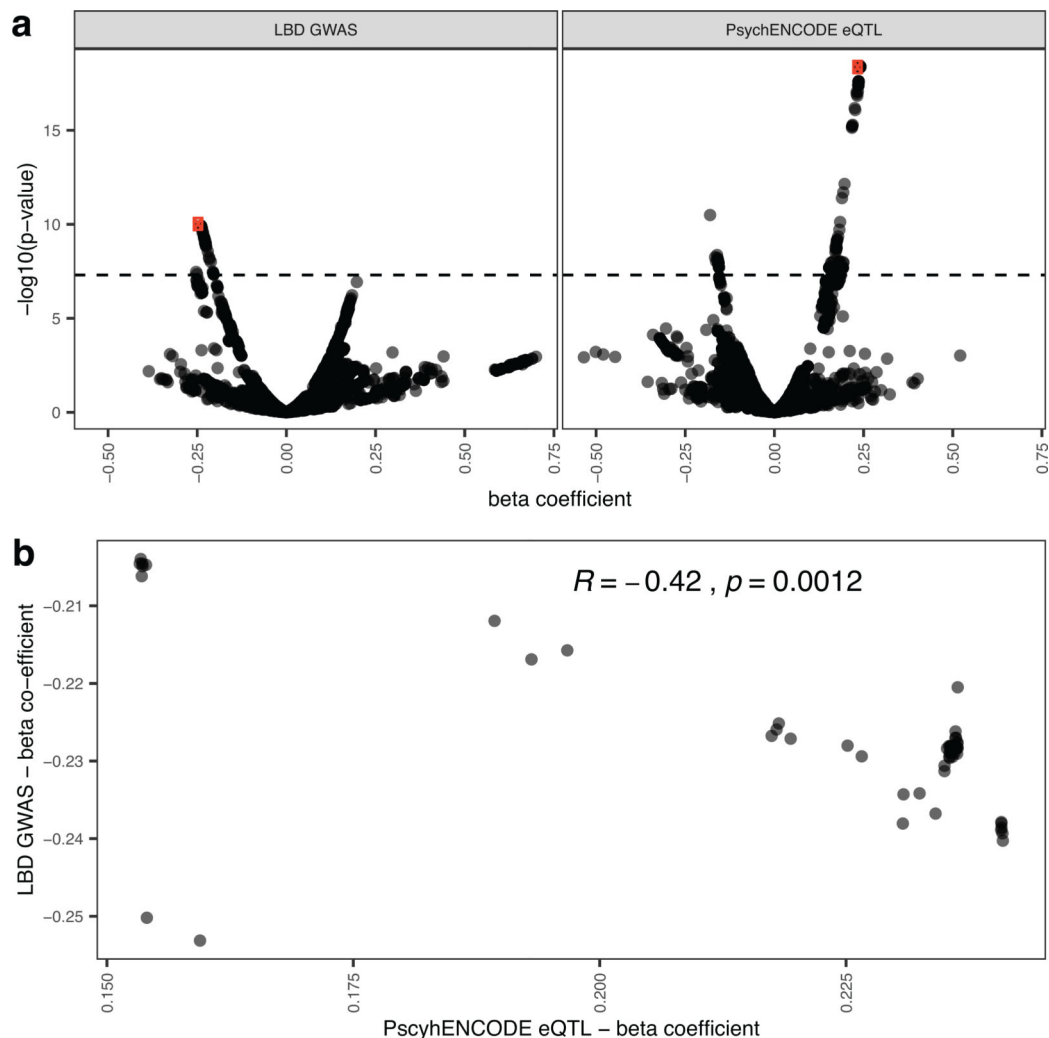 a
LBD GWAS
PsychENCODE eQTL
−log10(p−value)
15
10
5
0
−0.50
−0.25
0.00
0.25
0.50
0.75
−0.50
−0.25
0.00
0.25
0.50
0.75
beta coefficient
b
R = −0.42 , p = 0.0012
LBD GWAS − beta co−efficient
−0.21
−0.22
−0.23
−0.24
−0.25
0.150
0.175
0.200
0.225
PscyhENCODE eQTL − beta coefficient